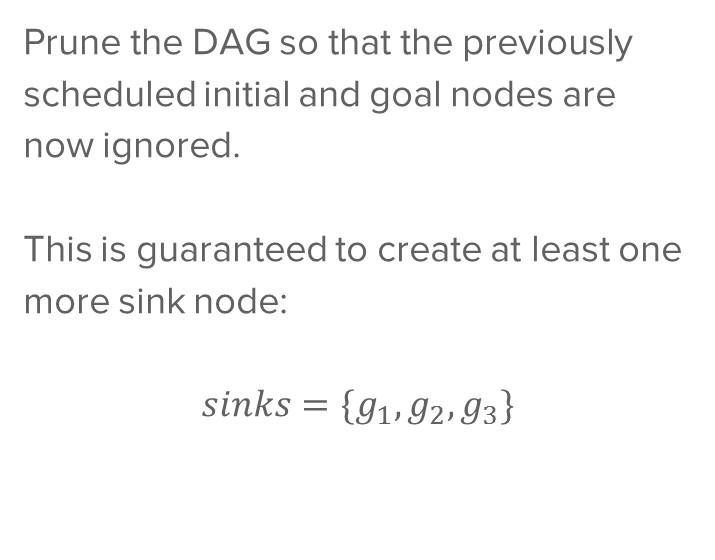 Prune the DAG so that the previously
scheduled initial and goal nodes are
now ignored.
This is guaranteed to create at least one
more sink node:
sinks = {g₁, g₂, g₃}